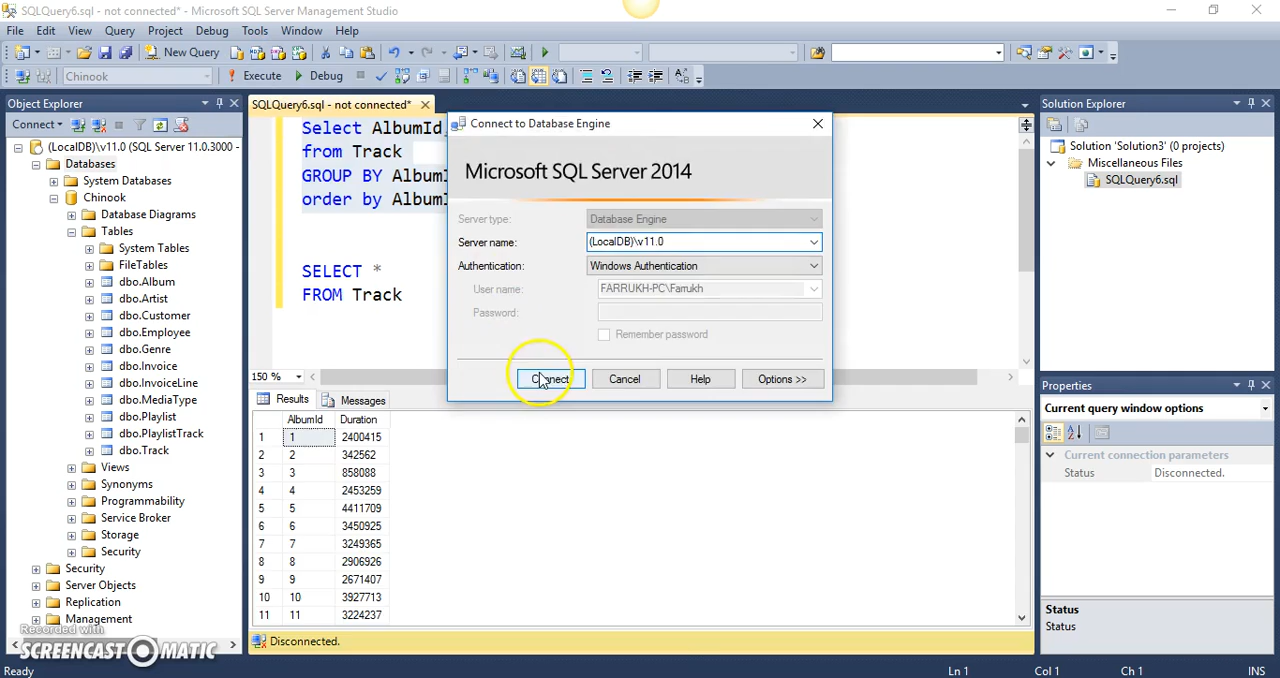 SQLQuery6.sql - not connected* - Microsoft SQL Server Management Studio
File Edit View Query Project Debug Tools Window Help
New Query
Chinook Execute Debug
Object Explorer
Connect
(LocalDB)\v11.0 (SQL Server 11.0.3000 -
Databases
System Databases
Chinook
Database Diagrams
Tables
System Tables
FileTables
dbo.Album
dbo.Artist
dbo.Customer
dbo.Employee
dbo.Genre
dbo.Invoice
dbo.InvoiceLine
dbo.MediaType
dbo.Playlist
dbo.PlaylistTrack
dbo.Track
Views
Synonyms
Programmability
Service Broker
Storage
Security
Security
Server Objects
Replication
Management
SQLQuery6.sql - not connected*
Select AlbumId
from Track
GROUP BY AlbumI
order by AlbumI
SELECT *
FROM Track
150 %
Connect to Database Engine
Microsoft SQL Server 2014
Server type: Database Engine
Server name: (LocalDB)\v11.0
Authentication: Windows Authentication
User name: FARRUKH-PC\Farrukh
Password:
Remember password
Connect Cancel Help Options >>
Results Messages
AlbumId Duration
1 1 2400415
2 2 342562
3 3 858088
4 4 2453259
5 5 4411709
6 6 3450925
7 7 3249365
8 8 2906926
9 9 2671407
10 10 3927713
11 11 3224237
Disconnected.
Solution Explorer
Solution 'Solution3' (0 projects)
Miscellaneous Files
SQLQuery6.sql
Properties
Current query window options
Current connection parameters
Status Disconnected.
Status
Status
Recorded with
SCREENCAST MATIC
Ready Ln 1 Col 1 Ch 1 INS